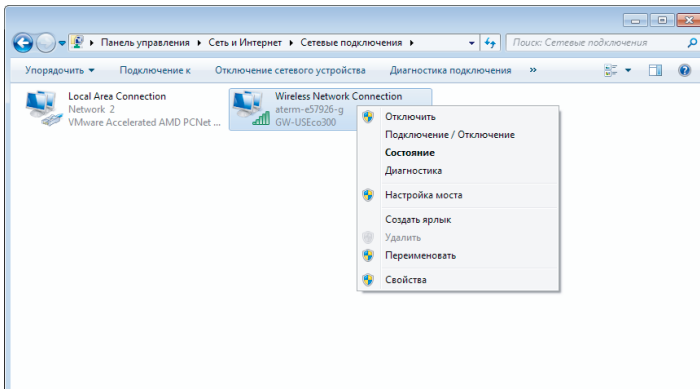 Панель управления ▸ Сеть и Интернет ▸ Сетевые подключения ▸
Поиск: Сетевые подключения
Упорядочить Подключение к Отключение сетевого устройства Диагностика подключения »
Local Area Connection
Network 2
VMware Accelerated AMD PCNet ...
Wireless Network Connection
aterm-e57926-g
GW-USEco300
Отключить
Подключение / Отключение
Состояние
Диагностика
Настройка моста
Создать ярлык
Удалить
Переименовать
Свойства